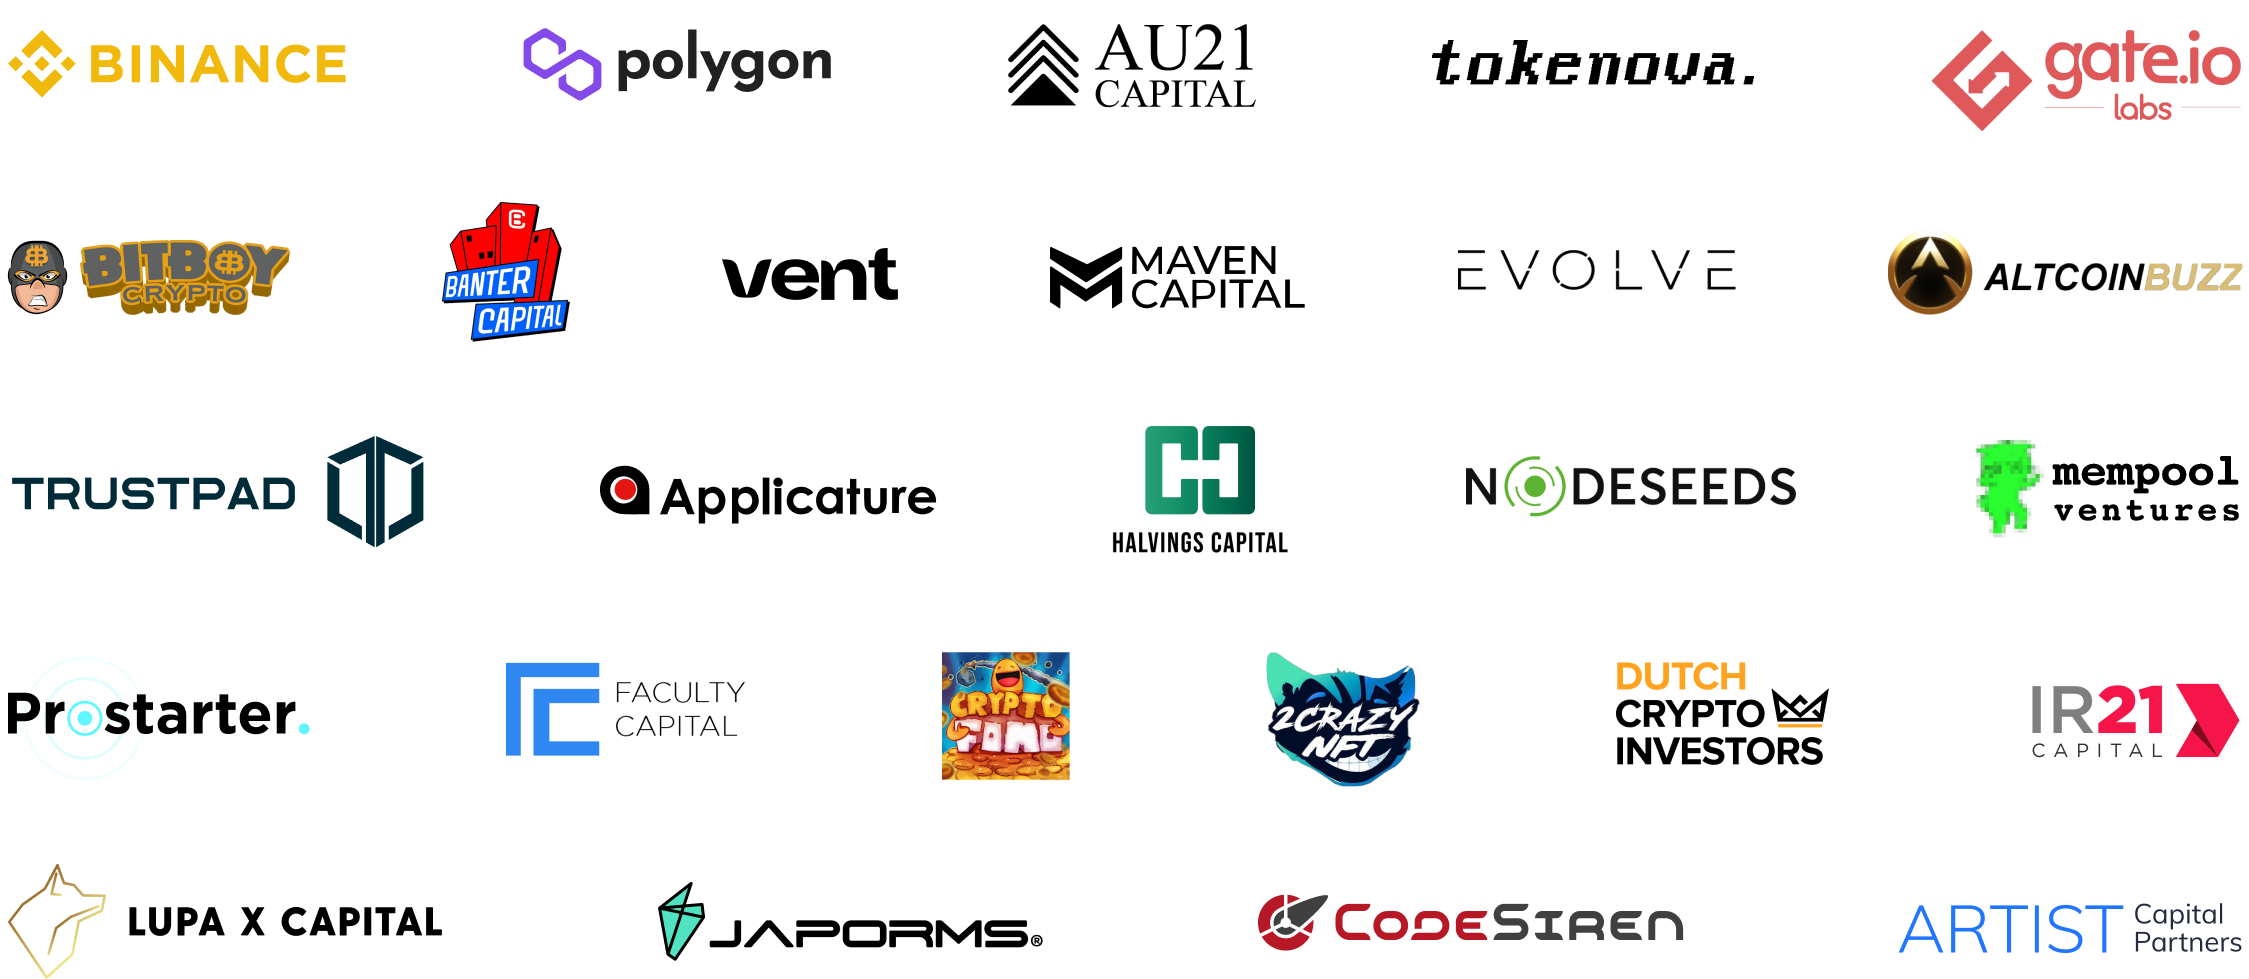 BINANCE
polygon
AU21
CAPITAL
tokenova.
gate.io
labs
BITBOY
CRYPTO
BANTER
CAPITAL
vent
MAVEN
CAPITAL
EVOLVE
ALTCOINBUZZ
TRUSTPAD
Applicature
HALVINGS CAPITAL
NODESEEDS
mempool
ventures
Prostarter.
FACULTY
CAPITAL
CRYPTO
FOMO
2CRAZY
NFT
DUTCH
CRYPTO
INVESTORS
IR21
CAPITAL
LUPA X CAPITAL
JAPORMS®
CODESIREN
ARTIST
Capital
Partners